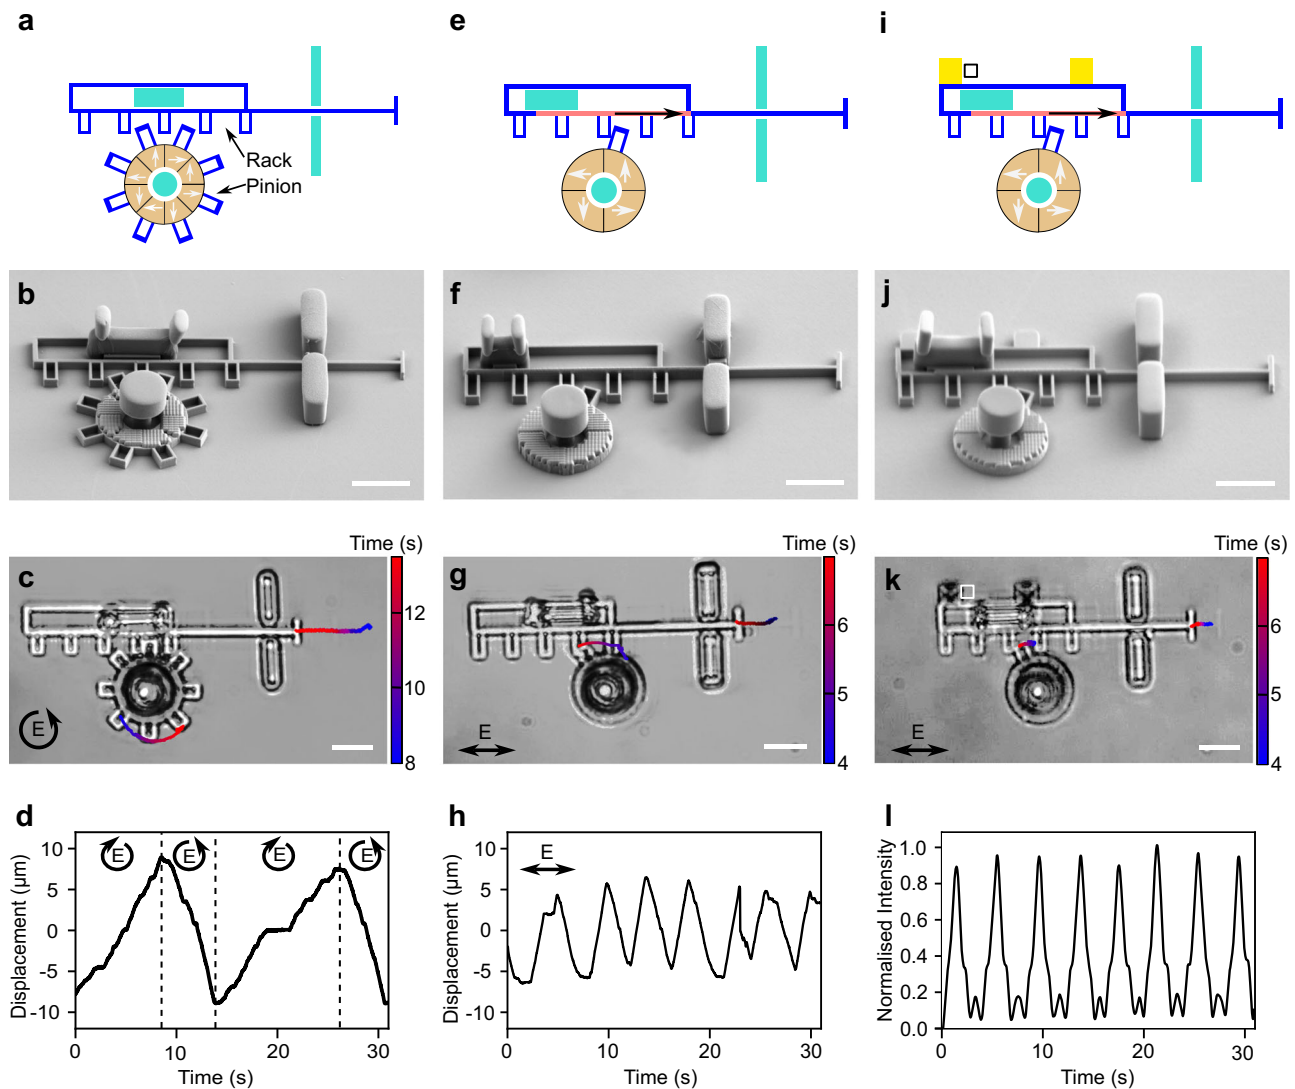 a
e
i
Rack
Pinion
b
f
j
Time (s)
Time (s)
Time (s)
c
g
k
12
10
8
6
5
4
6
5
4
E
E
E
d
h
l
E
E
E
E
E
Displacement (µm)
10
5
0
-5
-10
0
10
20
30
Time (s)
Displacement (µm)
10
5
0
-5
-10
0
10
20
30
Time (s)
Normalised Intensity
1.0
0.8
0.6
0.4
0.2
0.0
0
10
20
30
Time (s)